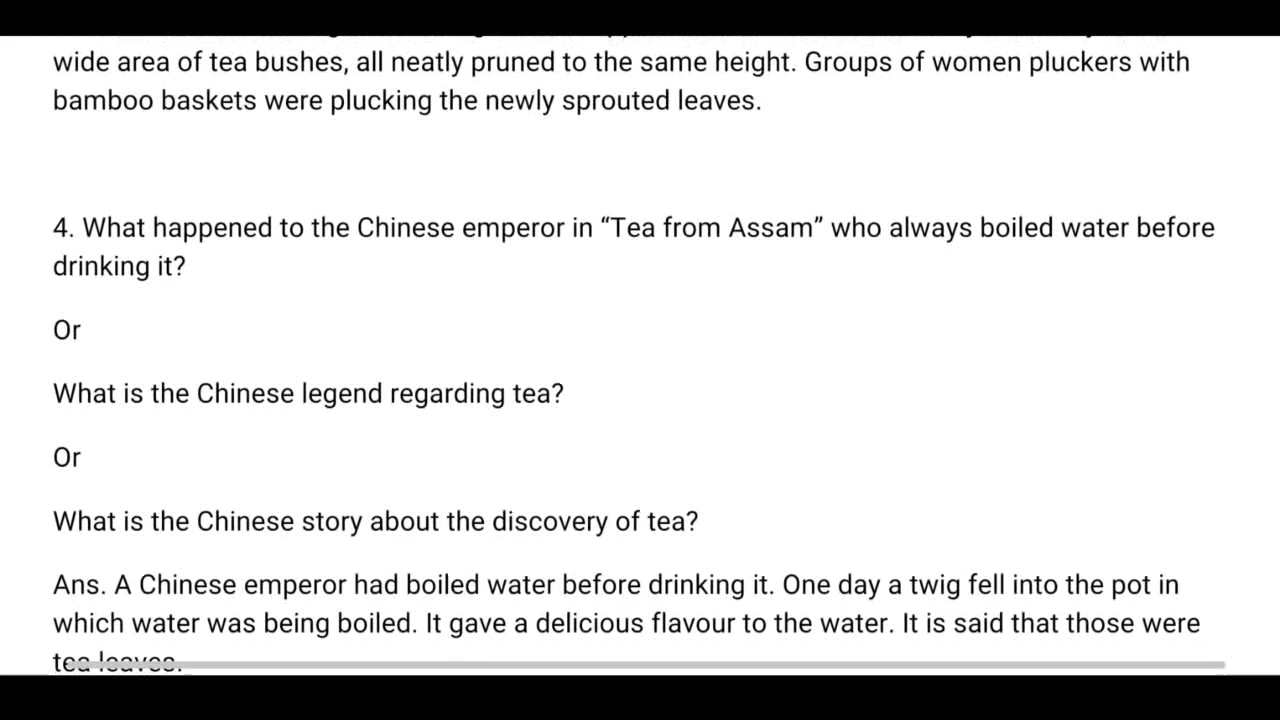 wide area of tea bushes, all neatly pruned to the same height. Groups of women pluckers with
bamboo baskets were plucking the newly sprouted leaves.
4. What happened to the Chinese emperor in “Tea from Assam” who always boiled water before
drinking it?
Or
What is the Chinese legend regarding tea?
Or
What is the Chinese story about the discovery of tea?
Ans. A Chinese emperor had boiled water before drinking it. One day a twig fell into the pot in
which water was being boiled. It gave a delicious flavour to the water. It is said that those were
tea leaves.